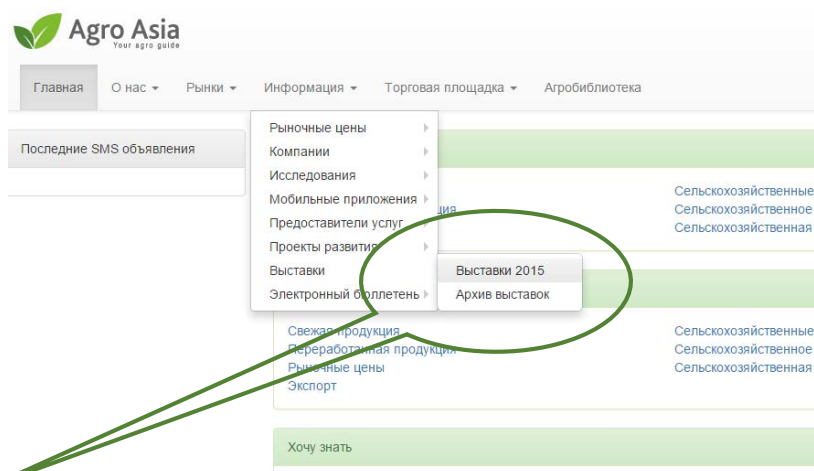 Agro Asia
Your agro guide
Главная О нас Рынки Информация Торговая площадка Агробиблиотека
Последние SMS объявления
Рыночные цены
Компании
Исследования
Мобильные приложения
Предоставители услуг
Проекты развития
Выставки
Электронный бюллетень
Выставки 2015
Архив выставок
Сельскохозяйственные
Сельскохозяйственное
Сельскохозяйственная
Свежая продукция
Переработанная продукция
Рыночные цены
Экспорт
Сельскохозяйственные
Сельскохозяйственное
Сельскохозяйственная
Хочу знать